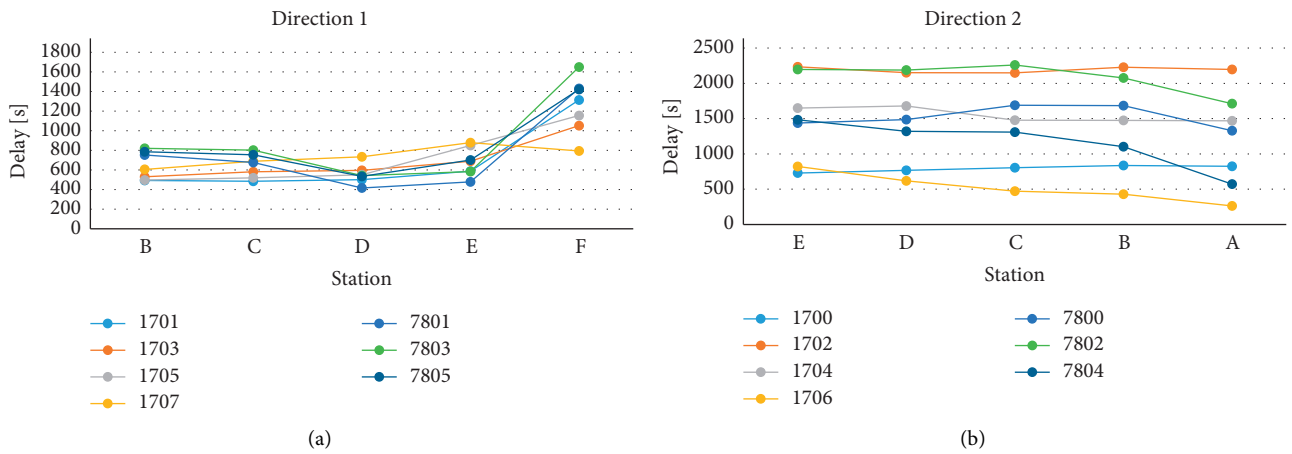 Direction 1
Delay [s]
1800
1600
1400
1200
1000
800
600
400
200
0
B C D E F
Station
1701 7801
1703 7803
1705 7805
1707
(a)
Direction 2
Delay [s]
2500
2000
1500
1000
500
0
E D C B A
Station
1700 7800
1702 7802
1704 7804
1706
(b)